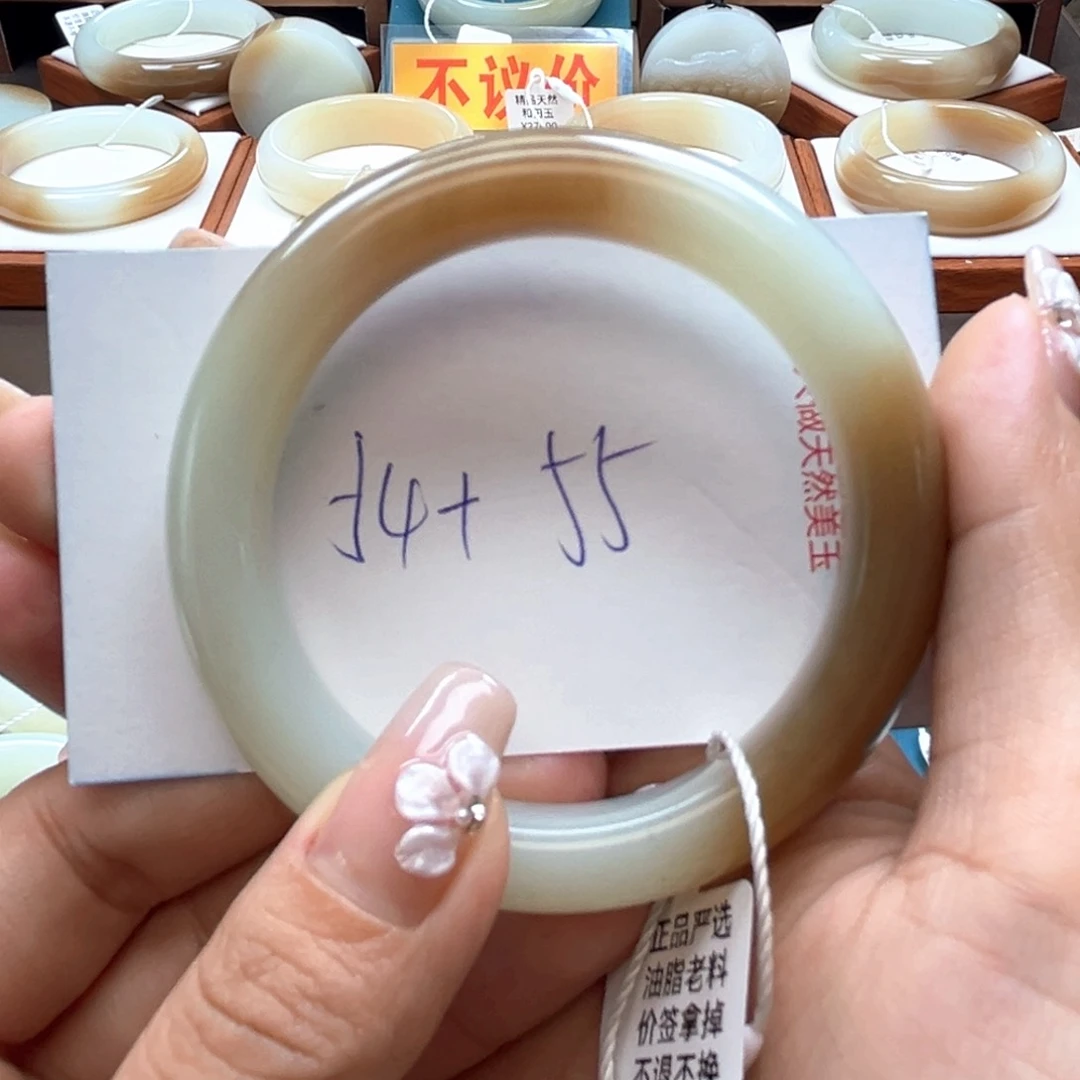 不议价
精品天然
和田玉
54+ 55
做天然美玉
正品严选
油脂老料
价签拿掉
不退不换